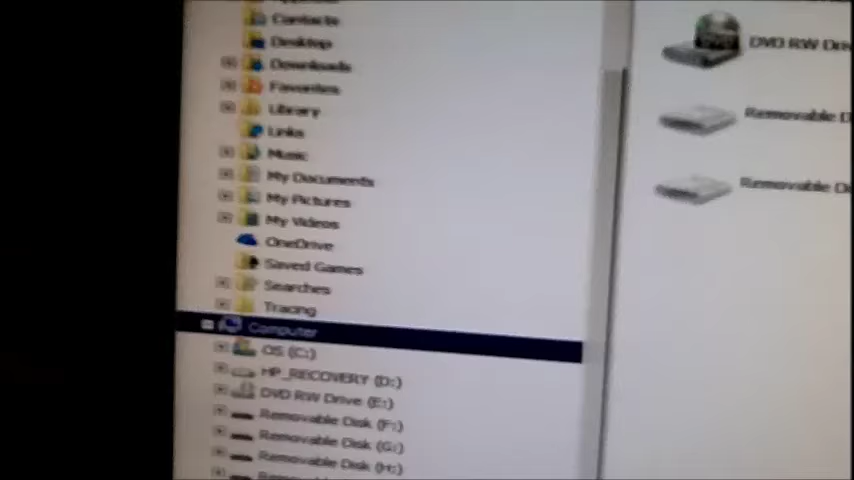 Contacts
Desktop
Downloads
Favorites
Library
Links
Music
My Documents
My Pictures
My Videos
OneDrive
Saved Games
Searches
Tracing
Computer
OS (C:)
HP_RECOVERY (D:)
DVD RW Drive (E:)
Removable Disk (F:)
Removable Disk (G:)
Removable Disk (H:)
DVD RW Driv
Removable D
Removable D